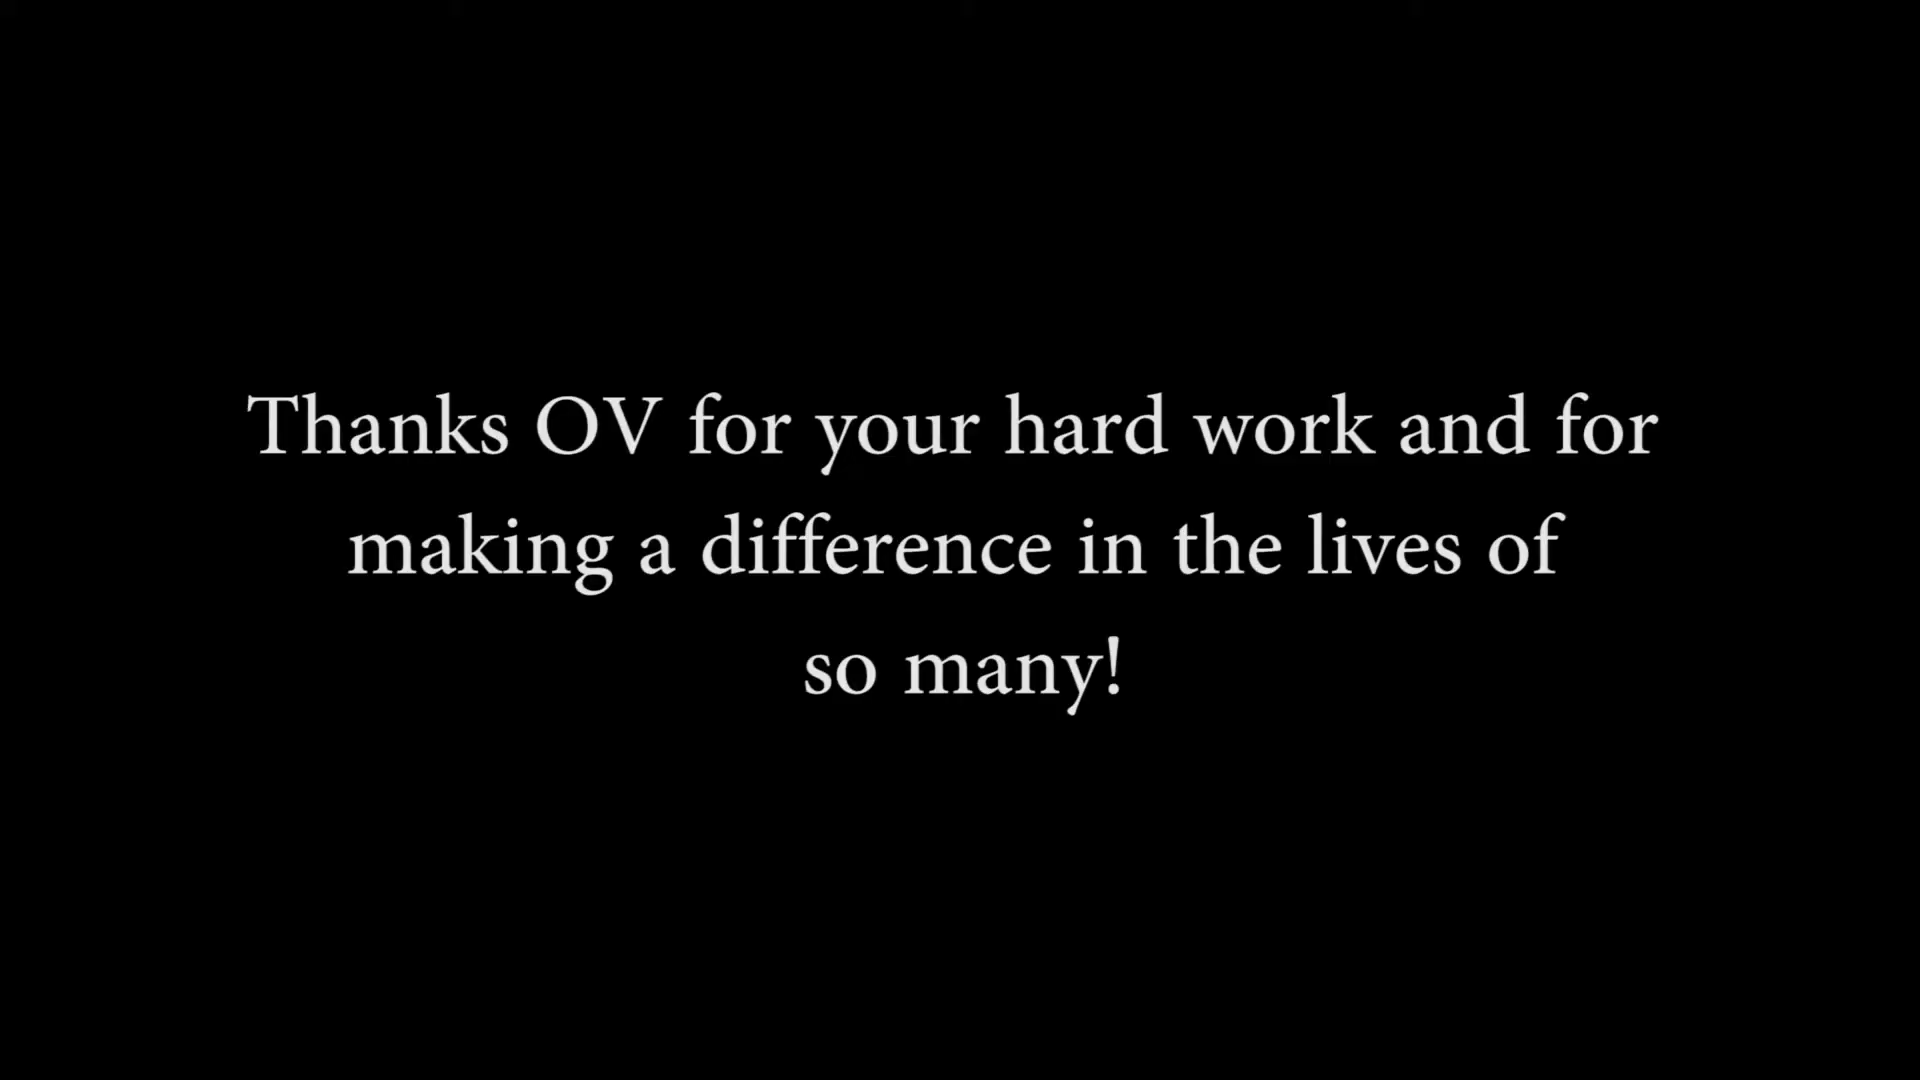 Thanks OV for your hard work and for
making a difference in the lives of
so many!